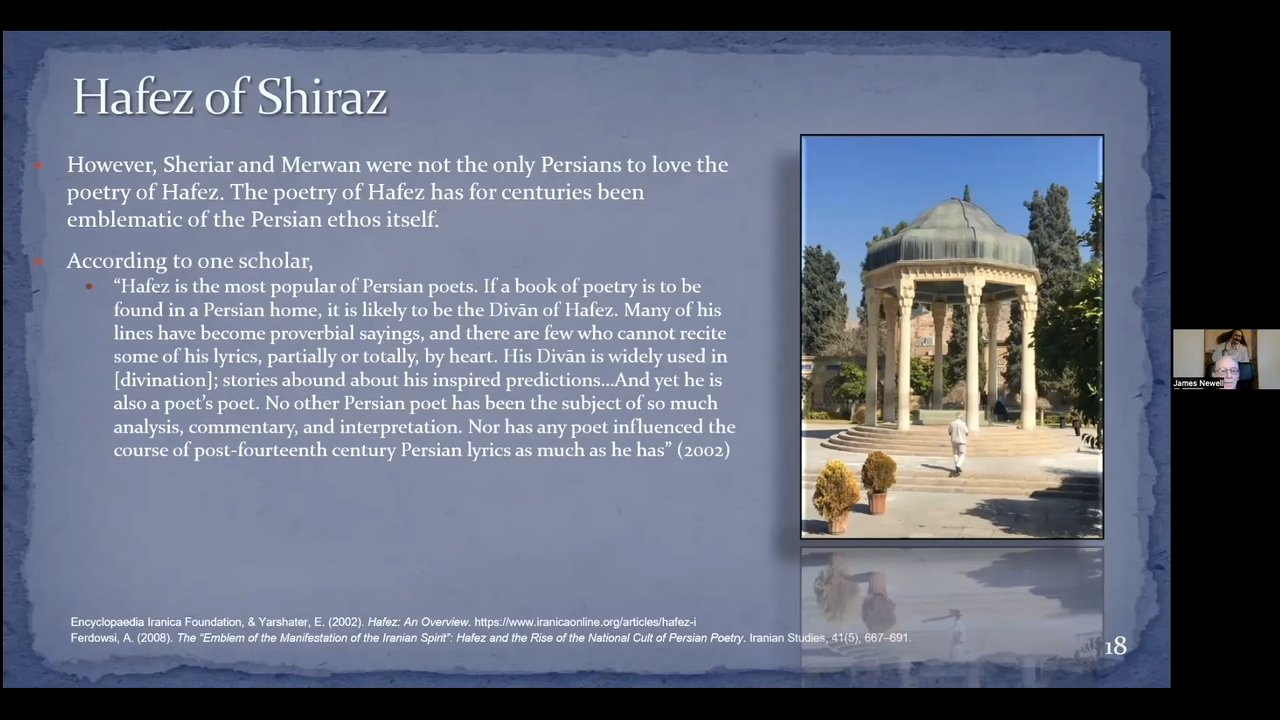 Hafez of Shiraz
However, Sheriar and Merwan were not the only Persians to love the
poetry of Hafez. The poetry of Hafez has for centuries been
emblematic of the Persian ethos itself.
According to one scholar,
“Hafez is the most popular of Persian poets. If a book of poetry is to be
found in a Persian home, it is likely to be the Divān of Hafez. Many of his
lines have become proverbial sayings, and there are few who cannot recite
some of his lyrics, partially or totally, by heart. His Divān is widely used in
[divination]; stories abound about his inspired predictions...And yet he is
also a poet’s poet. No other Persian poet has been the subject of so much
analysis, commentary, and interpretation. Nor has any poet influenced the
course of post-fourteenth century Persian lyrics as much as he has” (2002)
Encyclopaedia Iranica Foundation, & Yarshater, E. (2002). Hafez: An Overview. https://www.iranicaonline.org/articles/hafez-i
Ferdowsi, A. (2008). The “Emblem of the Manifestation of the Iranian Spirit”: Hafez and the Rise of the National Cult of Persian Poetry. Iranian Studies, 41(5), 667–691.
18
James Newell